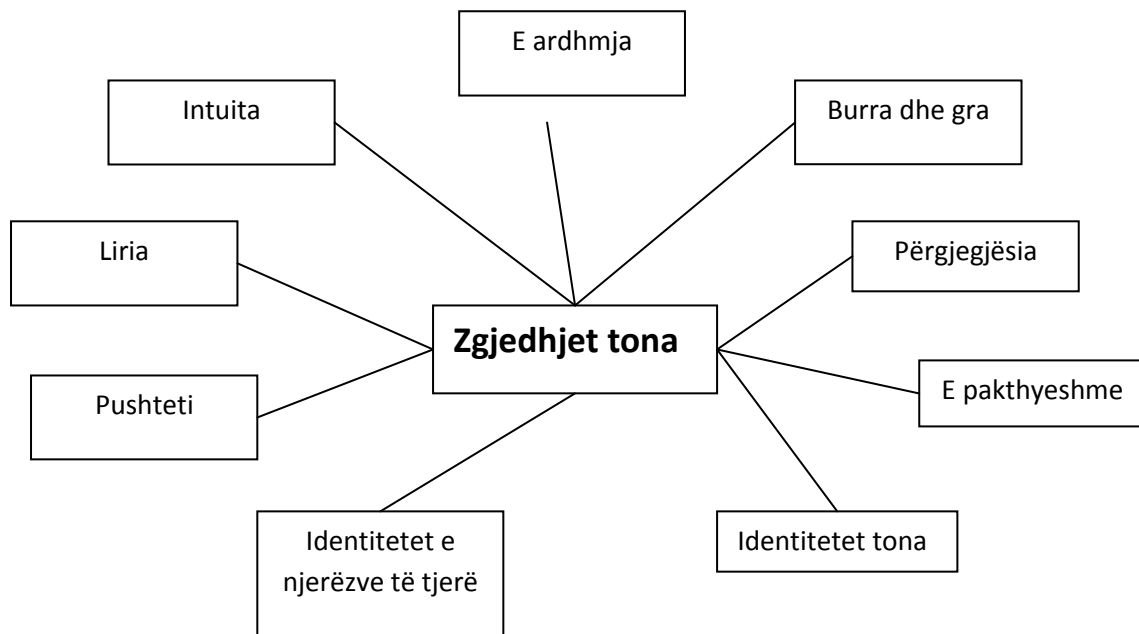 E ardhmja
Intuita
Burra dhe gra
Liria
Përgjegjësia
Zgjedhjet tona
Pushteti
E pakthyeshme
Identitetet e
njerëzve të tjerë
Identitetet tona